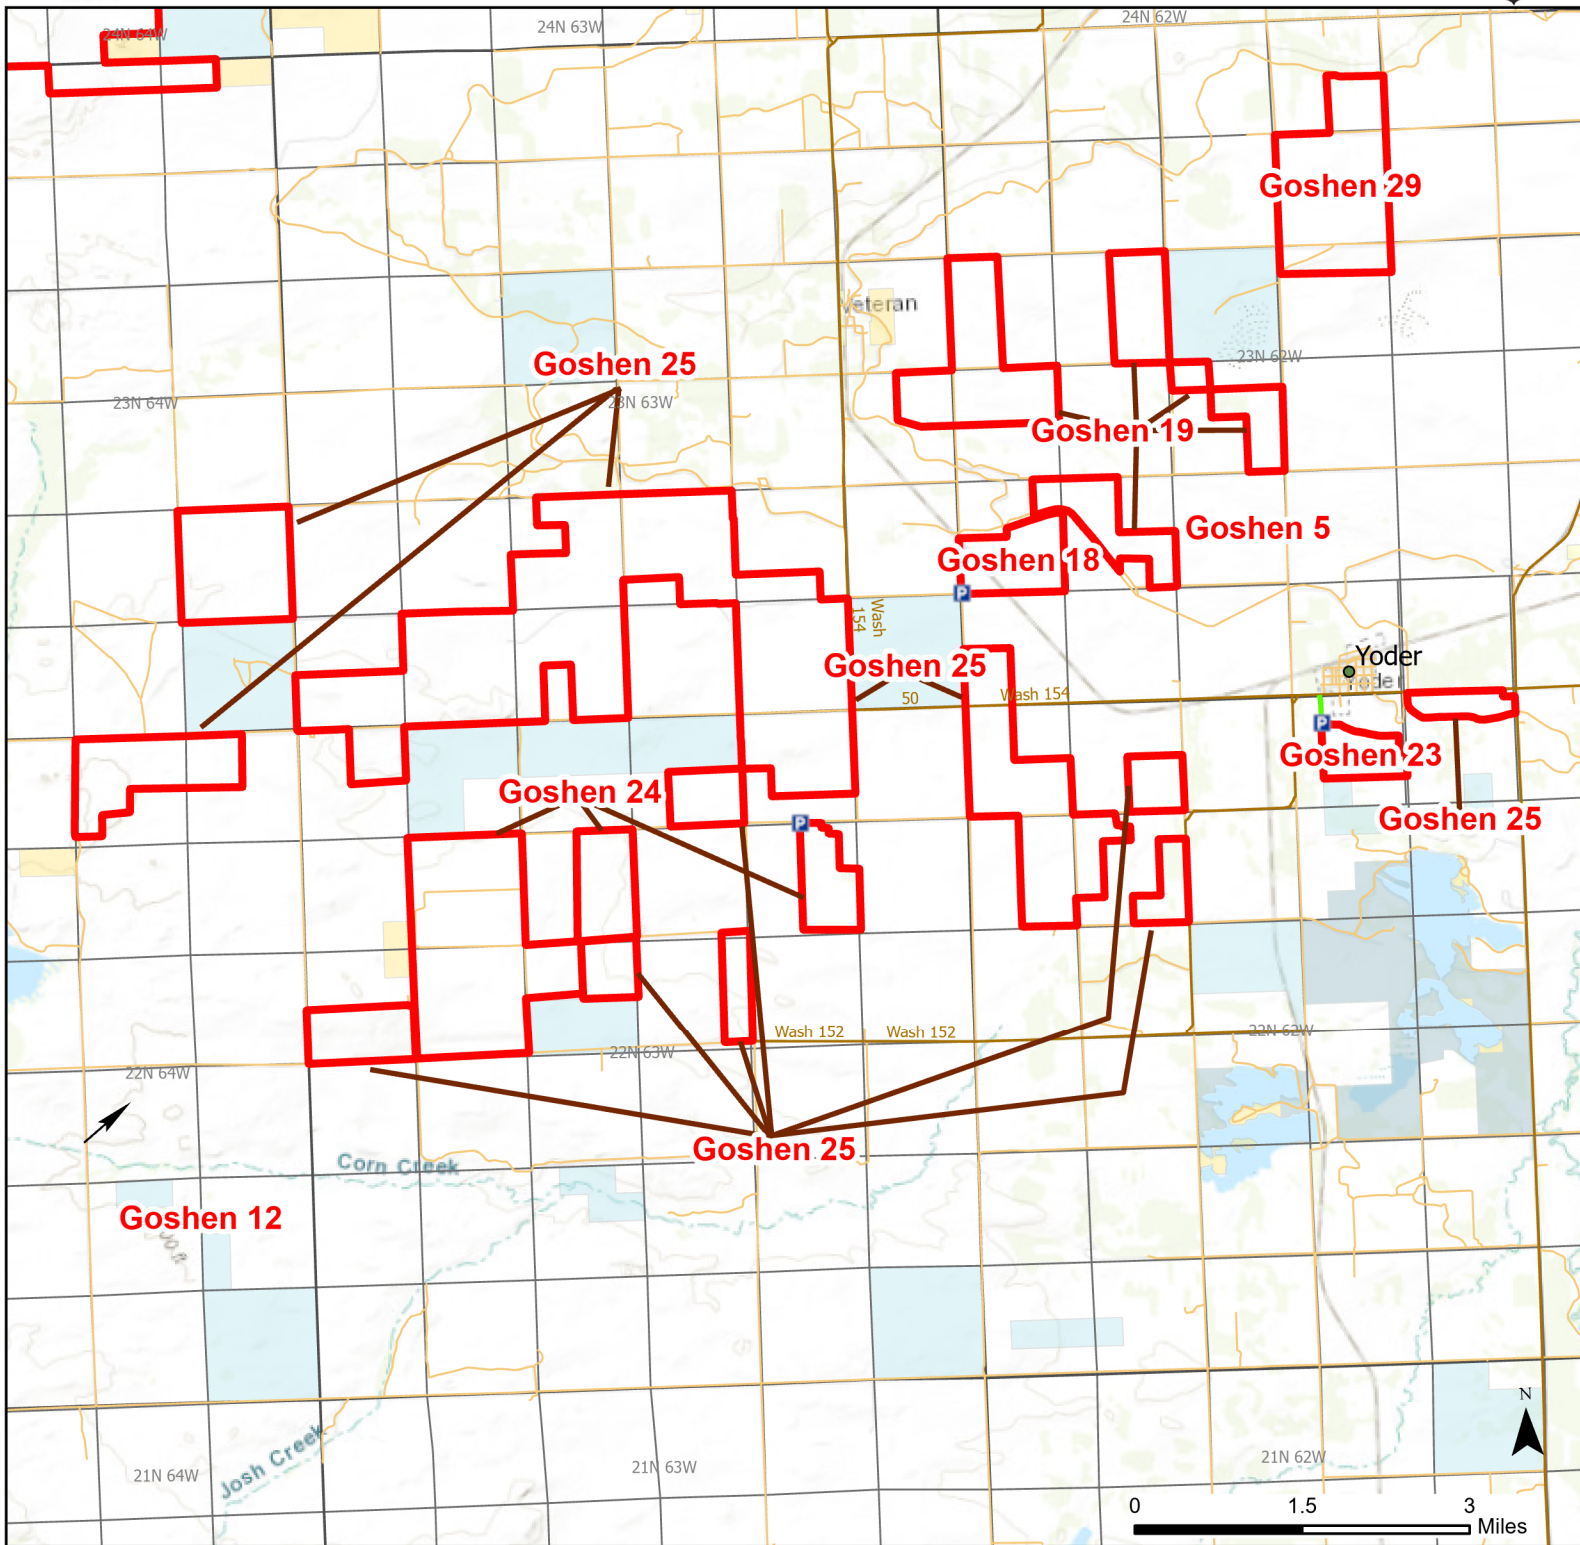 24N 64W
24N 63W
24N 62W
Goshen 29
Veteran
23N 62W
Goshen 25
23N 64W
23N 63W
Goshen 19
Goshen 5
Goshen 18
P
Wash 154
Goshen 25
50
Wash 154
Yoder
Yoder
P
Goshen 23
Goshen 24
P
Goshen 25
Wash 152
Wash 152
22N 62W
22N 63W
22N 64W
Goshen 25
Corn Creek
Goshen 12
Josh Creek
21N 64W
21N 63W
21N 62W
N
0 1.5 3
Miles